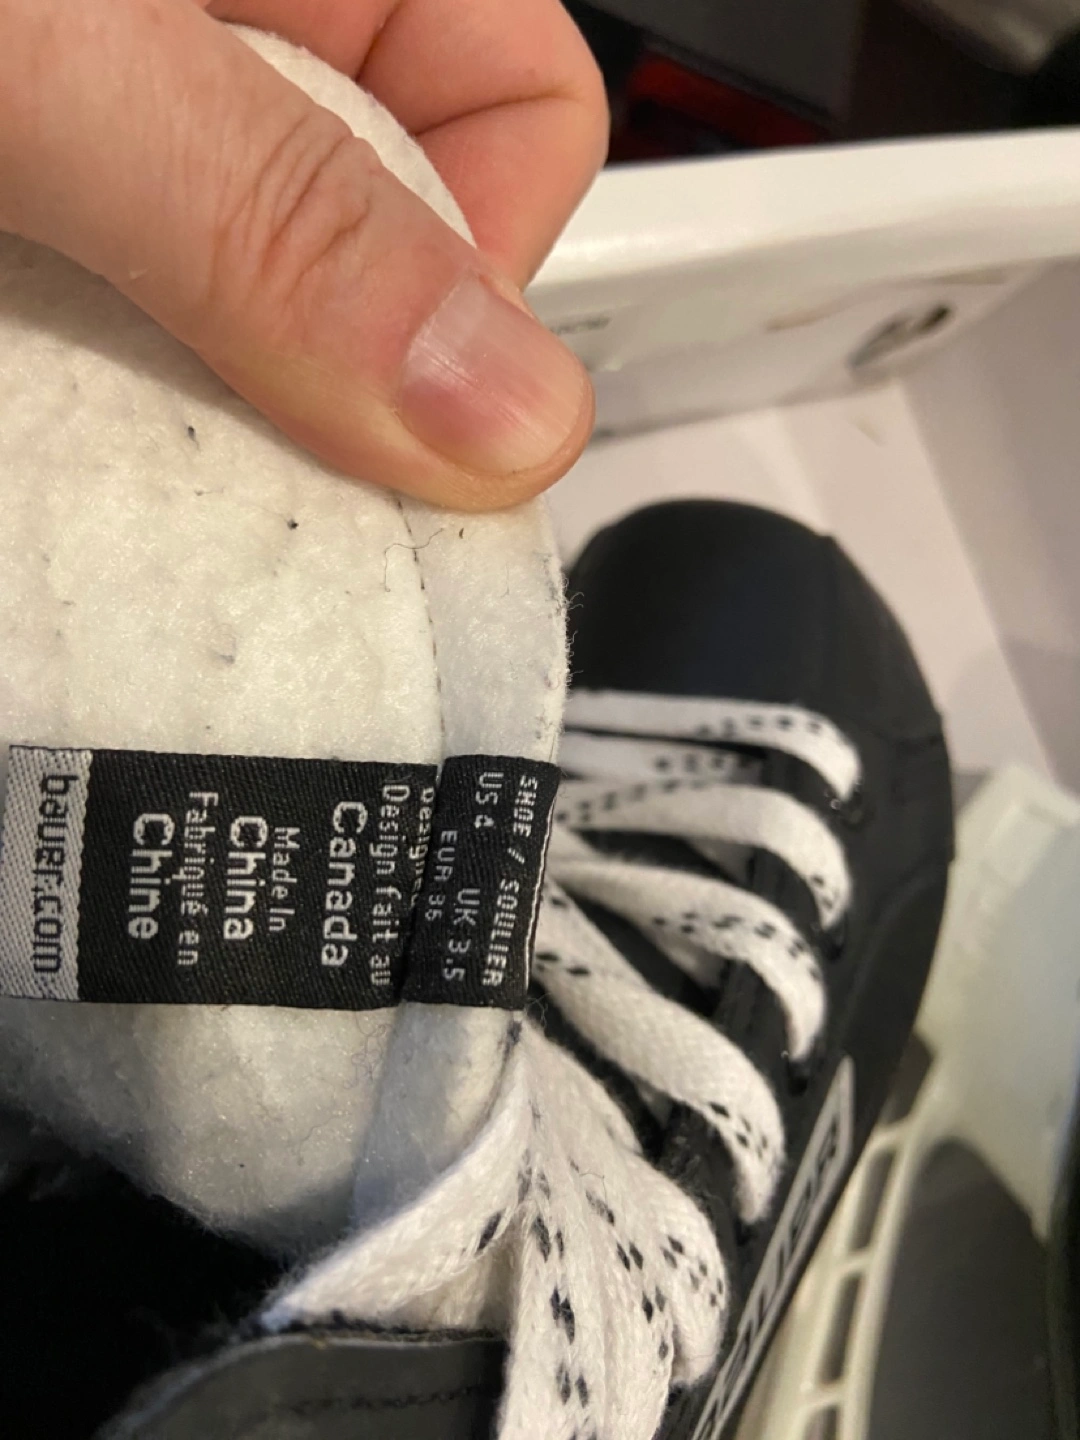 SHOE / SOULIER
US 4
UK 3.5
EUR 36
Design fait au
Canada
Made In
China
Fabriqué en
Chine
bauer.com
BAUER